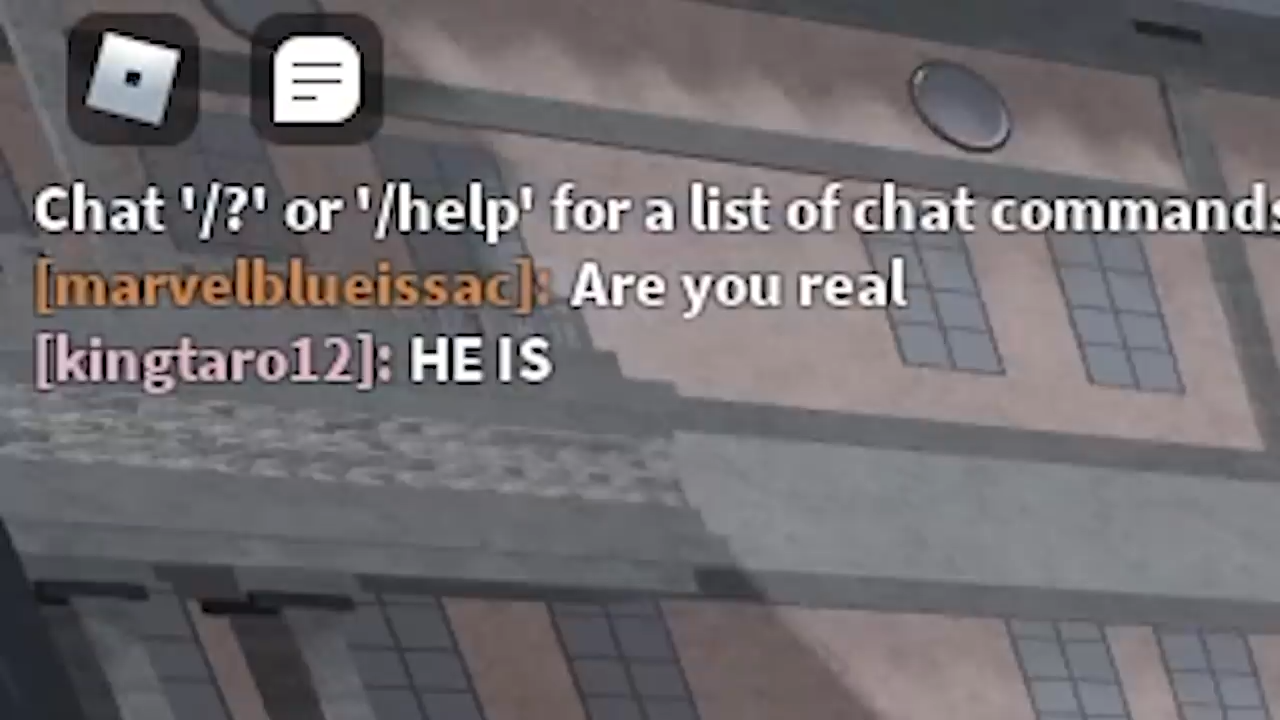 Chat '/?' or '/help' for a list of chat commands
[marvelblueissac]: Are you real
[kingtaro12]: HE IS